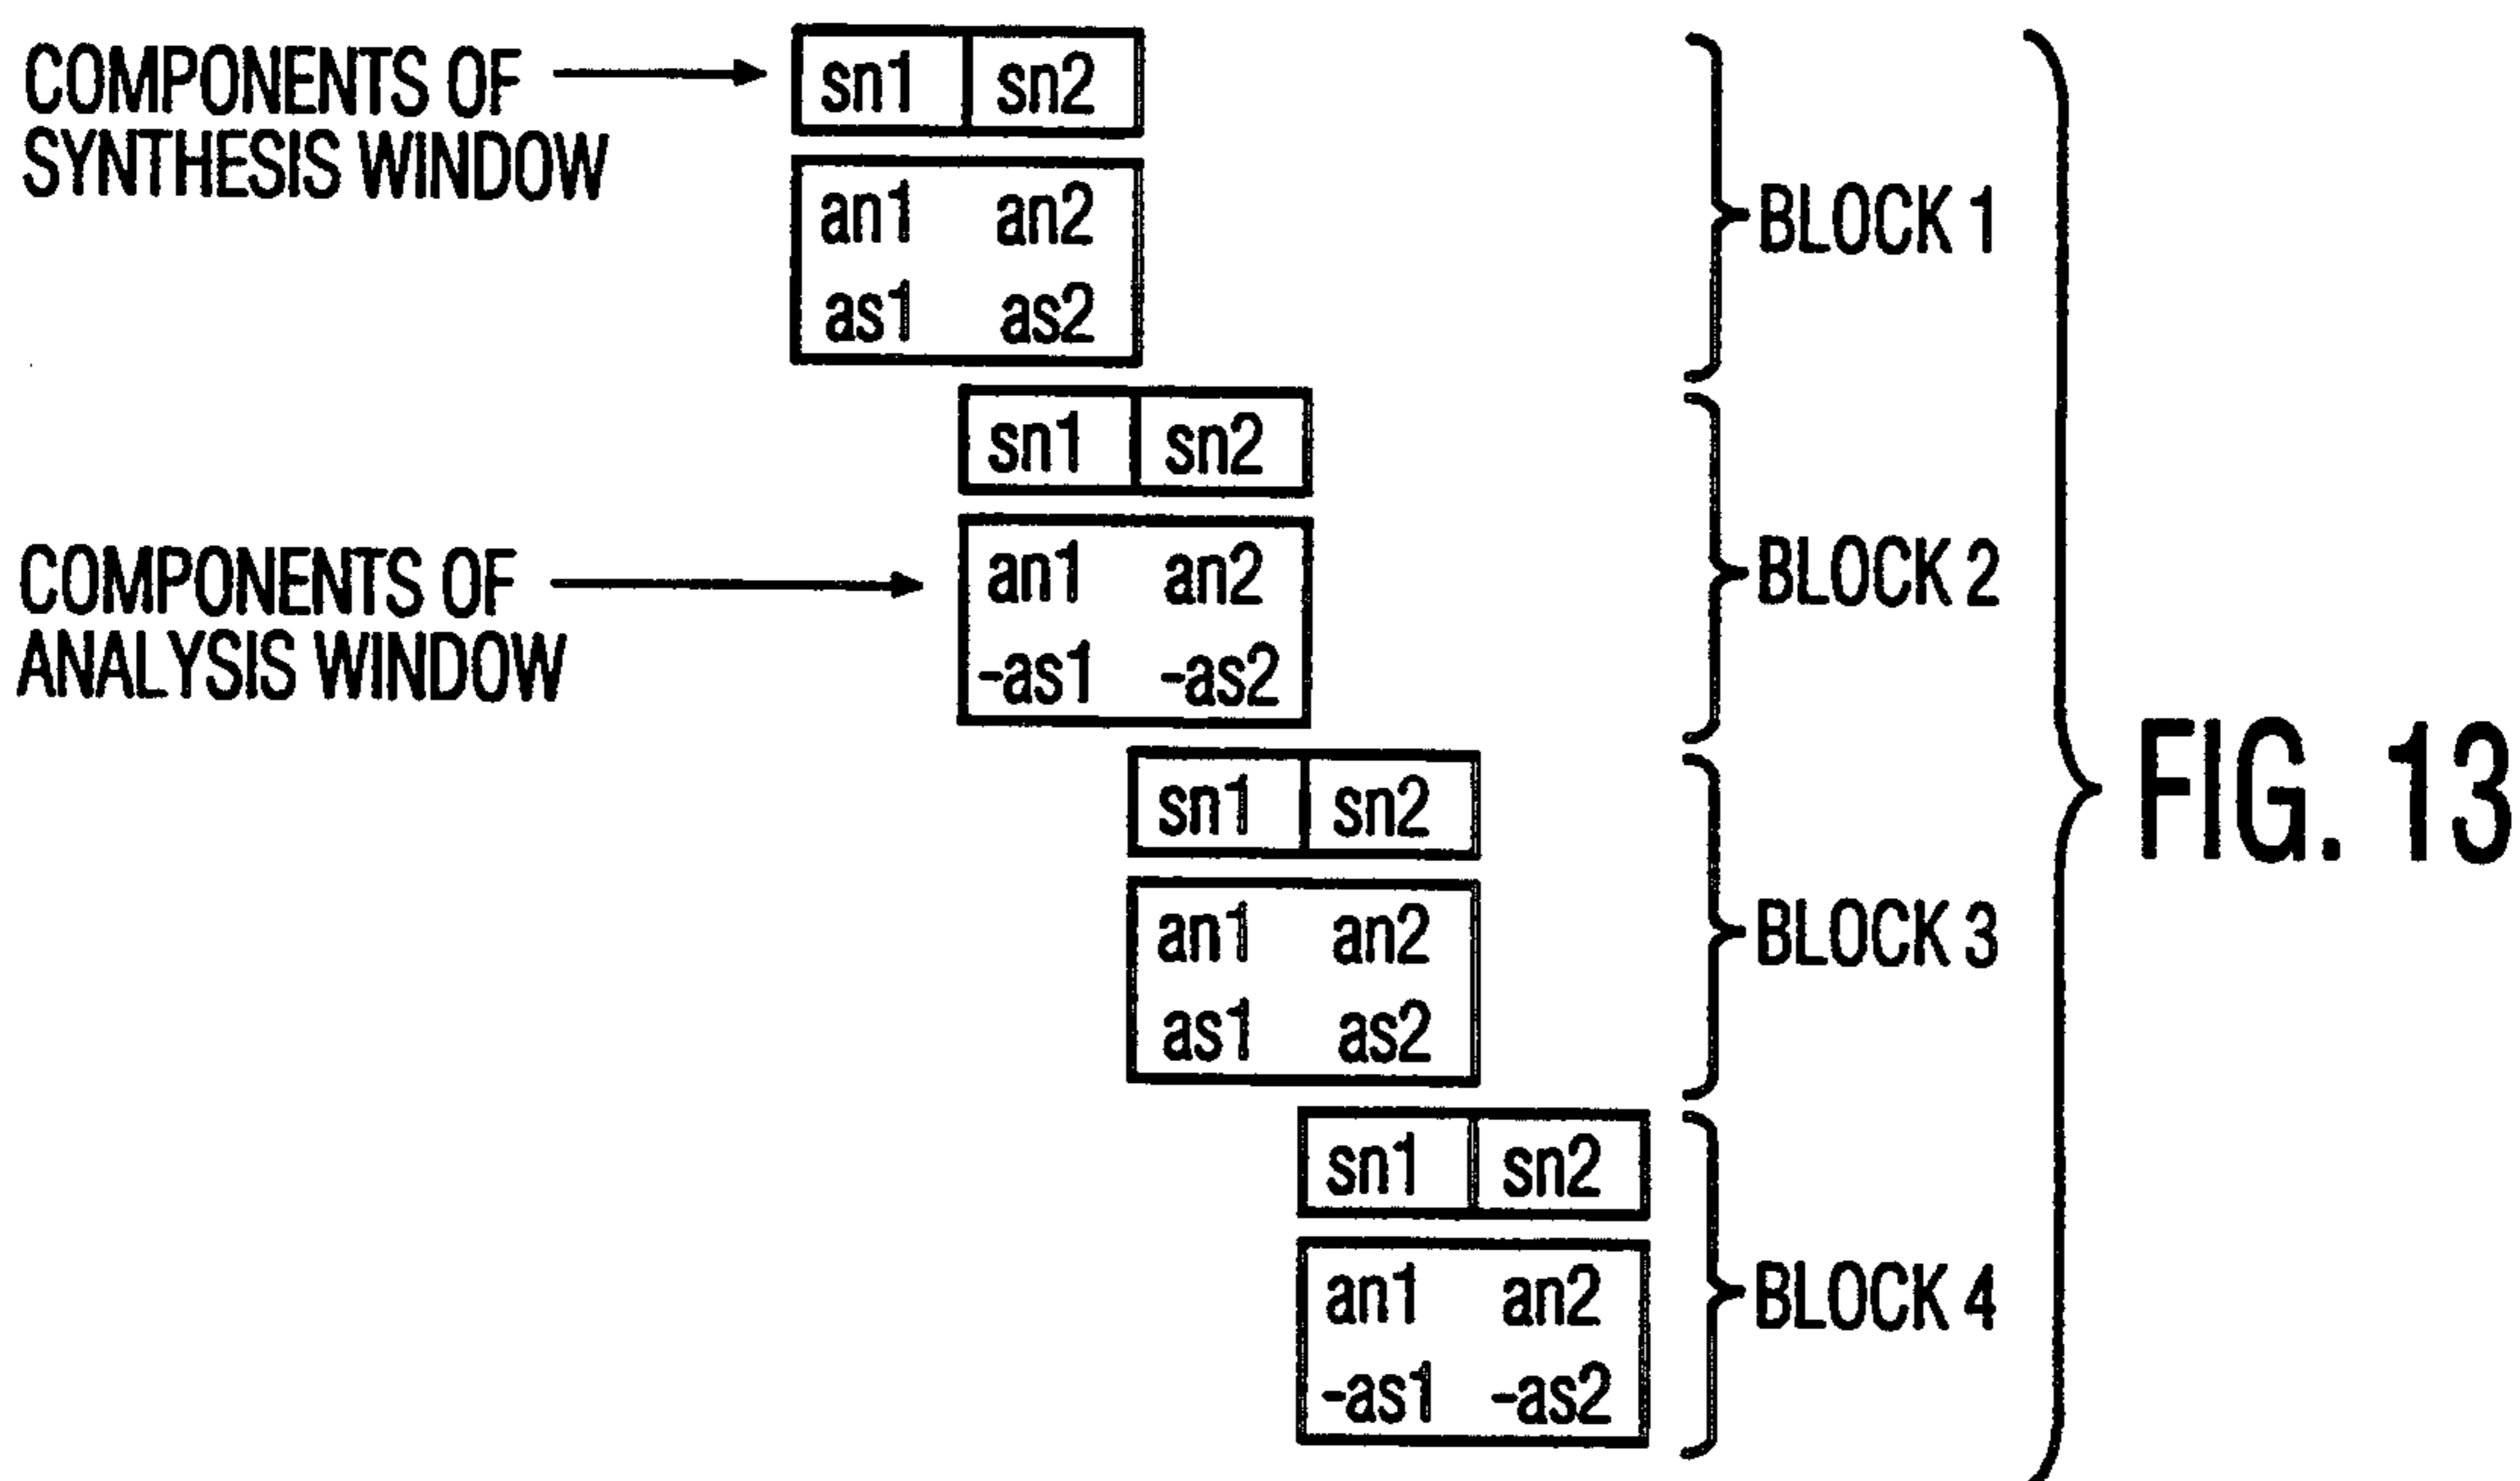 COMPONENTS OF
SYNTHESIS WINDOW
sn1 sn2
an1 an2
as1 as2
BLOCK 1
sn1 sn2
COMPONENTS OF
ANALYSIS WINDOW
an1 an2
-as1 -as2
BLOCK 2
sn1 sn2
an1 an2
as1 as2
BLOCK 3
sn1 sn2
an1 an2
-as1 -as2
BLOCK 4
FIG. 13